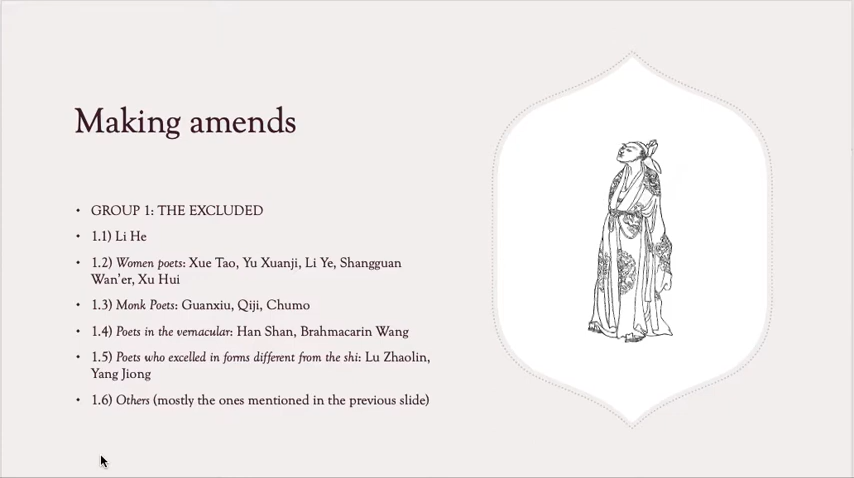 Making amends
• GROUP 1: THE EXCLUDED
• 1.1) Li He
• 1.2) Women poets: Xue Tao, Yu Xuanji, Li Ye, Shangguan
Wan'er, Xu Hui
• 1.3) Monk Poets: Guanxiu, Qiji, Chumo
• 1.4) Poets in the vernacular: Han Shan, Brahmacarin Wang
• 1.5) Poets who excelled in forms different from the shi: Lu Zhaolin,
Yang Jiong
• 1.6) Others (mostly the ones mentioned in the previous slide)